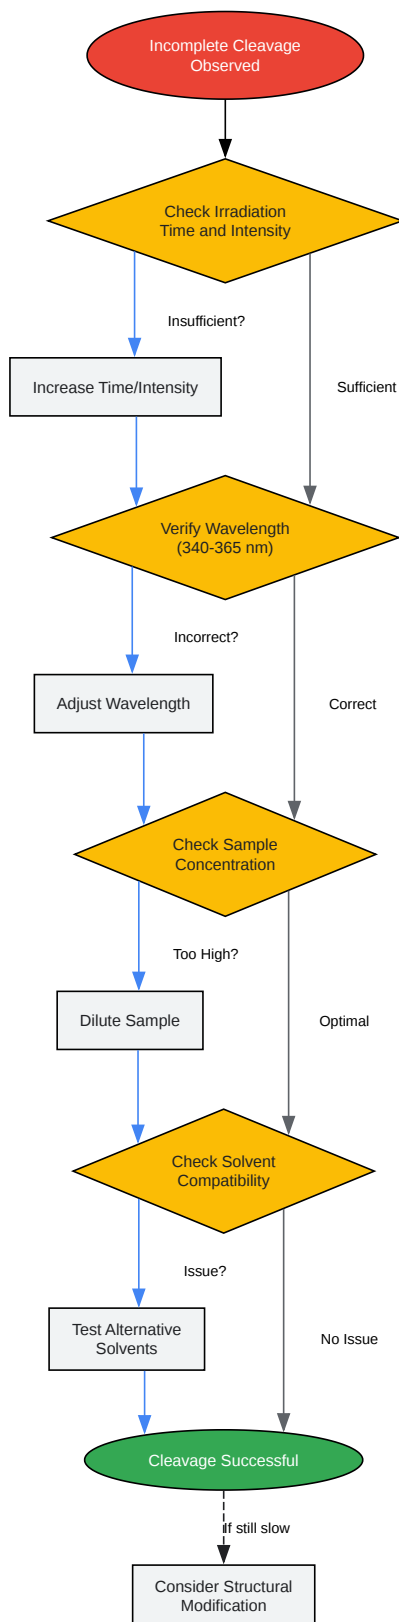 Incomplete Cleavage
Observed
Check Irradiation
Time and Intensity
Insufficient?
Increase Time/Intensity
Sufficient
Verify Wavelength
(340-365 nm)
Incorrect?
Adjust Wavelength
Correct
Check Sample
Concentration
Too High?
Dilute Sample
Optimal
Check Solvent
Compatibility
Issue?
Test Alternative
Solvents
No Issue
Cleavage Successful
If still slow
Consider Structural
Modification